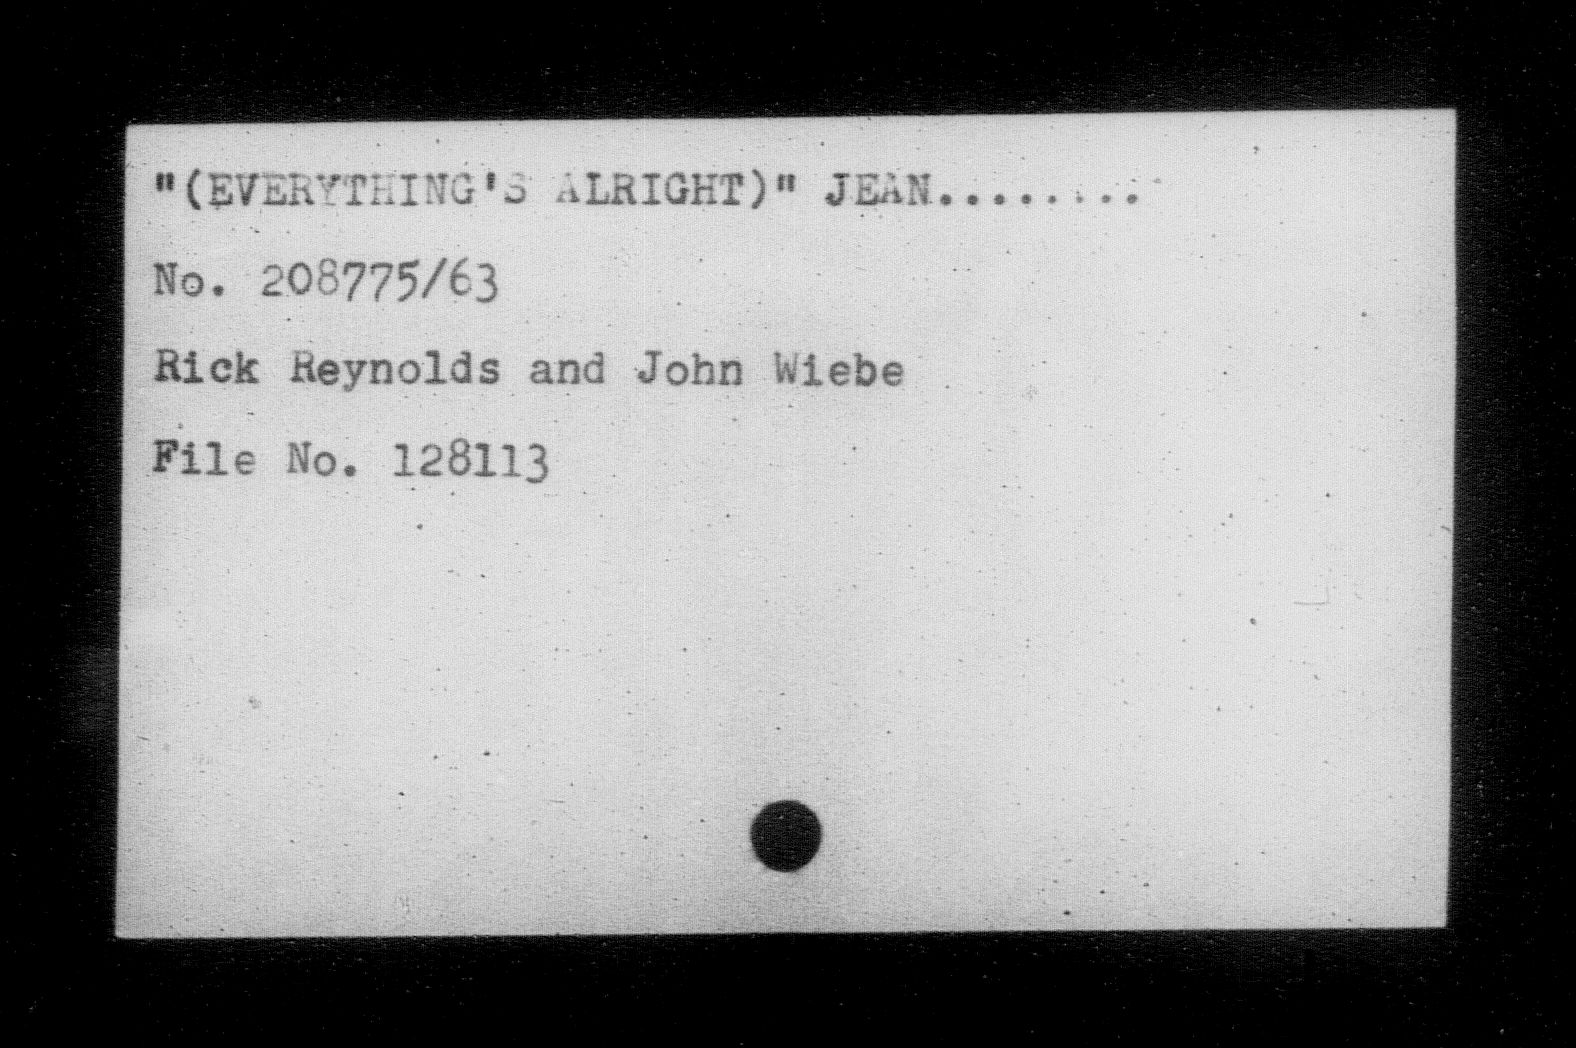 "(EVERYTHING'S ALRIGHT)" JEAN........
No. 208775/63
Rick Reynolds and John Wiebe
File No. 128113